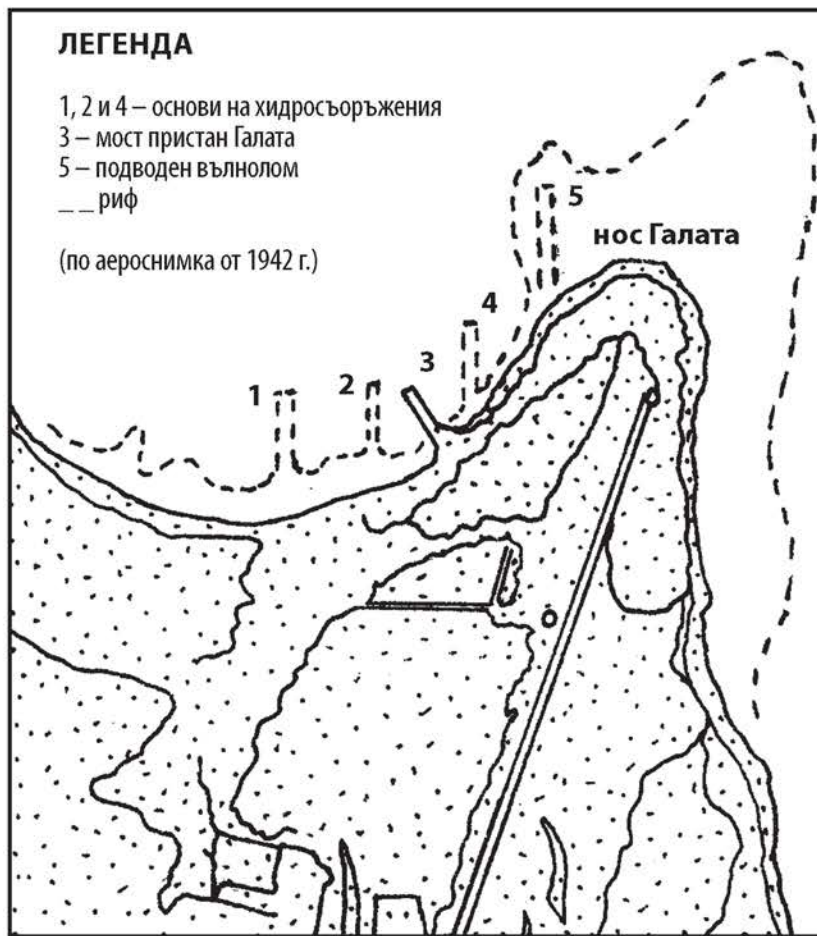 ЛЕГЕНДА
1, 2 и 4 – основи на хидросъоръжения
3 – мост пристан Галата
5 – подводен вълнолом
_ _ риф
(по аероснимка от 1942 г.)
5
нос Галата
4
3
2
1